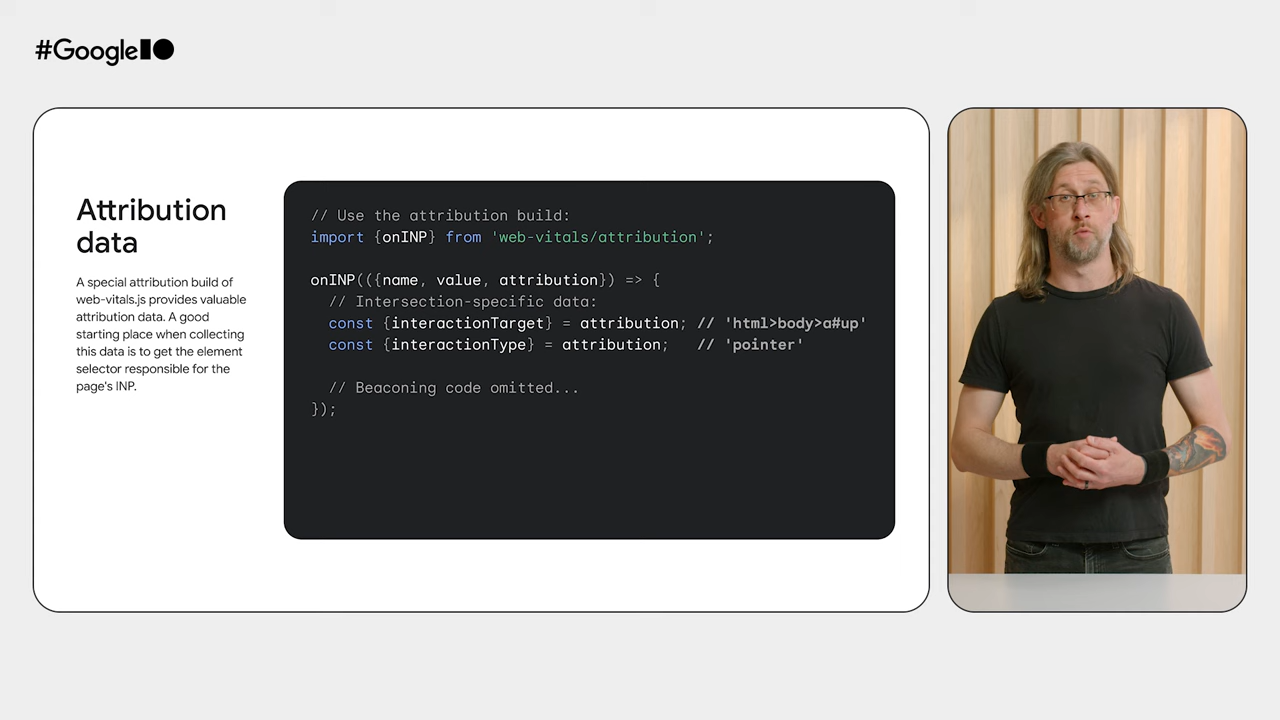 #Google IO
Attribution
data
A special attribution build of
web-vitals.js provides valuable
attribution data. A good
starting place when collecting
this data is to get the element
selector responsible for the
page's INP.
// Use the attribution build:
import {onINP} from 'web-vitals/attribution';
onINP(({name, value, attribution}) => {
// Intersection-specific data:
const {interactionTarget} = attribution; // 'html>body>a#up'
const {interactionType} = attribution; // 'pointer'
// Beaconing code omitted...
});